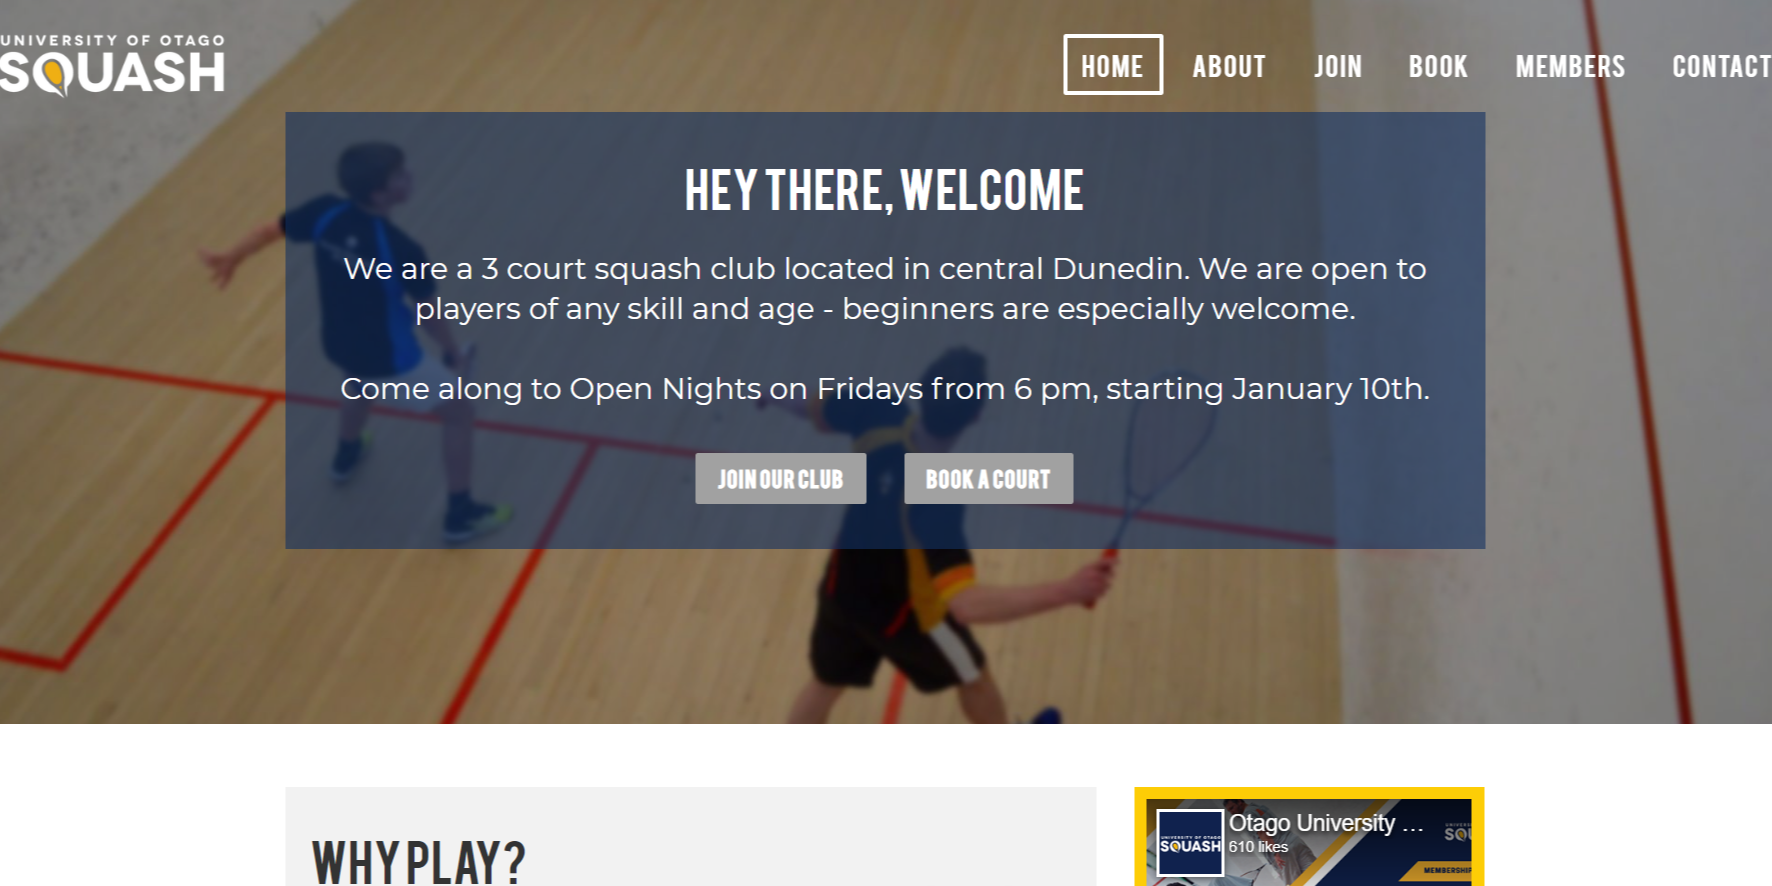 UNIVERSITY OF OTAGO
SQUASH
HOME ABOUT JOIN BOOK MEMBERS CONTACT
HEY THERE, WELCOME
We are a 3 court squash club located in central Dunedin. We are open to
players of any skill and age - beginners are especially welcome.
Come along to Open Nights on Fridays from 6 pm, starting January 10th.
JOIN OUR CLUB BOOK A COURT
WHY PLAY?
Otago University ...
610 likes
UNIVERSITY OF OTAGO
SQUASH
MEMBERSHIP